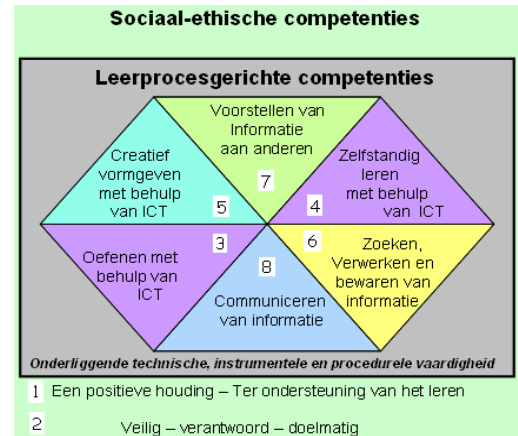 Sociaal-ethische competenties
Leerprocesgerichte competenties
Voorstellen van
Informatie
aan anderen
7
Creatief
vormgeven
met behulp
van ICT
5
Zelfstandig
leren
met behulp
van ICT
4
Oefenen met
behulp van
ICT
3
8
Communiceren
van informatie
6
Zoeken,
Verwerken en
bewaren van
informatie
Onderliggende technische, instrumentele en procedurele vaardigheid
1 Een positieve houding – Ter ondersteuning van het leren
2 Veilig – verantwoord – doelmatig